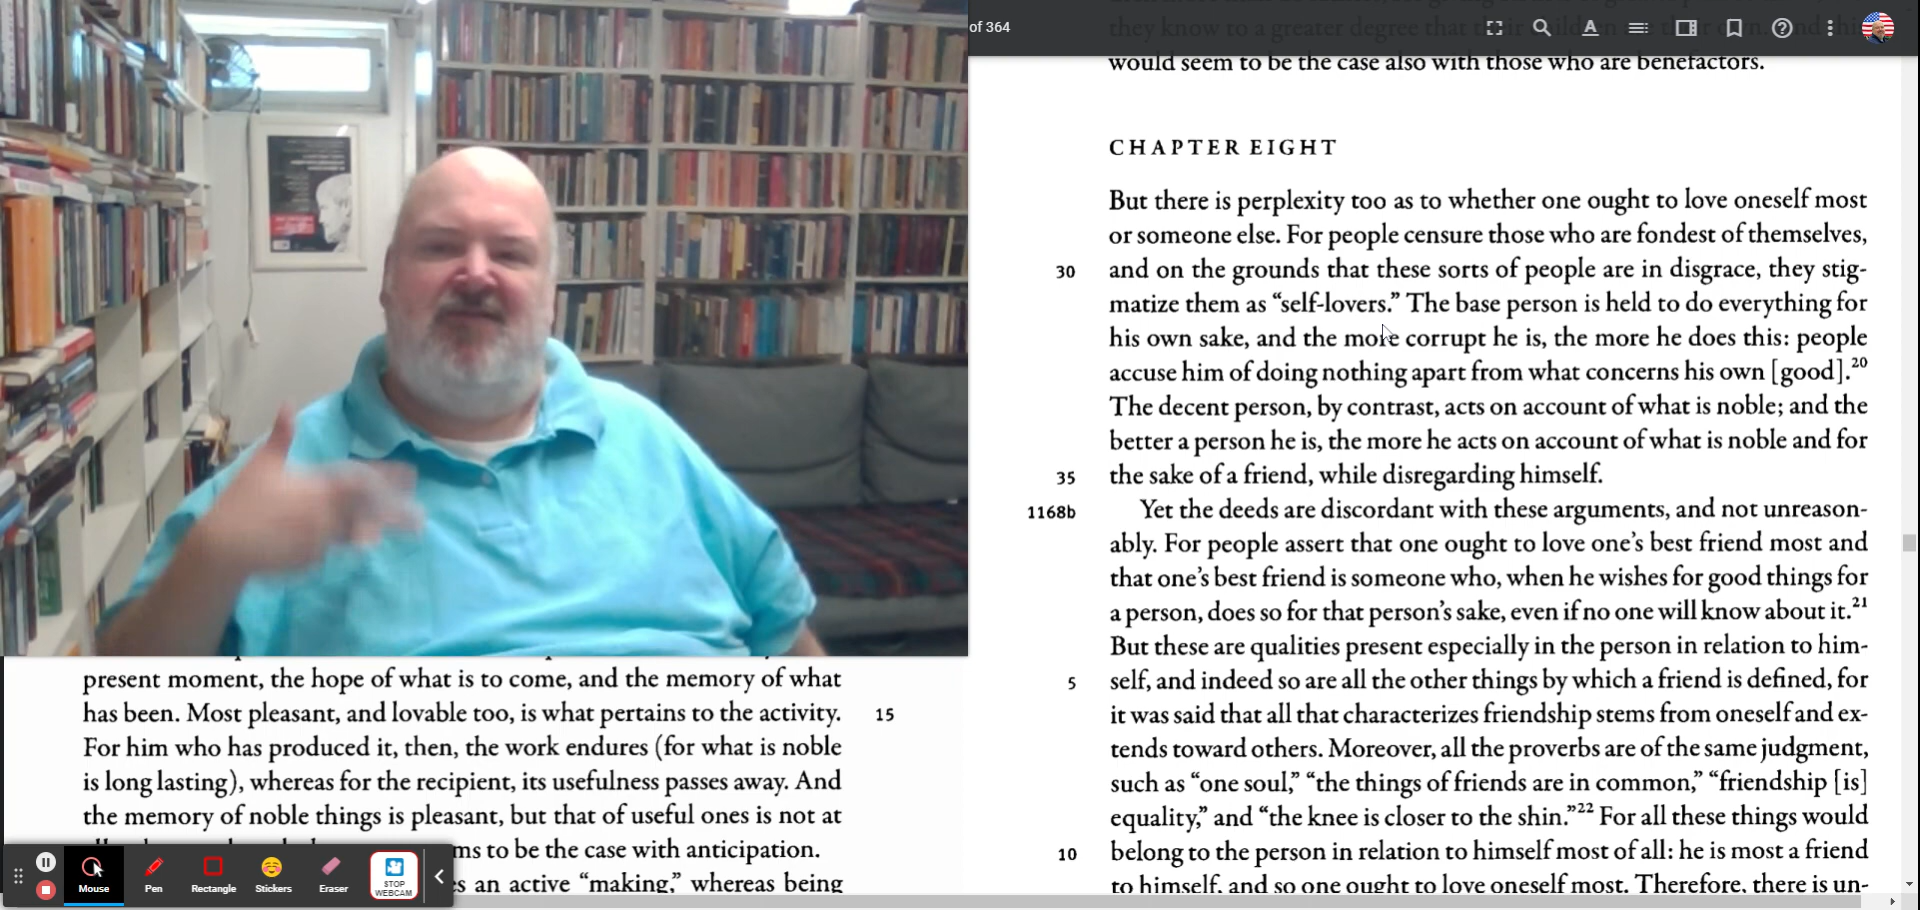 of 364
they know to a greater degree that their children are their own. And this
would seem to be the case also with those who are benefactors.
CHAPTER EIGHT
But there is perplexity too as to whether one ought to love oneself most
or someone else. For people censure those who are fondest of themselves,
30 and on the grounds that these sorts of people are in disgrace, they stig-
matize them as “self-lovers.” The base person is held to do everything for
his own sake, and the more corrupt he is, the more he does this: people
accuse him of doing nothing apart from what concerns his own [good].20
The decent person, by contrast, acts on account of what is noble; and the
better a person he is, the more he acts on account of what is noble and for
35 the sake of a friend, while disregarding himself.
1168b Yet the deeds are discordant with these arguments, and not unreason-
ably. For people assert that one ought to love one’s best friend most and
that one’s best friend is someone who, when he wishes for good things for
a person, does so for that person’s sake, even if no one will know about it.21
But these are qualities present especially in the person in relation to him-
5 self, and indeed so are all the other things by which a friend is defined, for
it was said that all that characterizes friendship stems from oneself and ex-
tends toward others. Moreover, all the proverbs are of the same judgment,
such as “one soul,” “the things of friends are in common,” “friendship [is]
equality,” and “the knee is closer to the shin.”22 For all these things would
10 belong to the person in relation to himself most of all: he is most a friend
to himself, and so one ought to love oneself most. Therefore, there is un-
present moment, the hope of what is to come, and the memory of what
has been. Most pleasant, and lovable too, is what pertains to the activity. 15
For him who has produced it, then, the work endures (for what is noble
is long lasting), whereas for the recipient, its usefulness passes away. And
the memory of noble things is pleasant, but that of useful ones is not at
ms to be the case with anticipation.
s an active “making,” whereas being
Mouse
Pen
Rectangle
Stickers
Eraser
STOP
WEBCAM